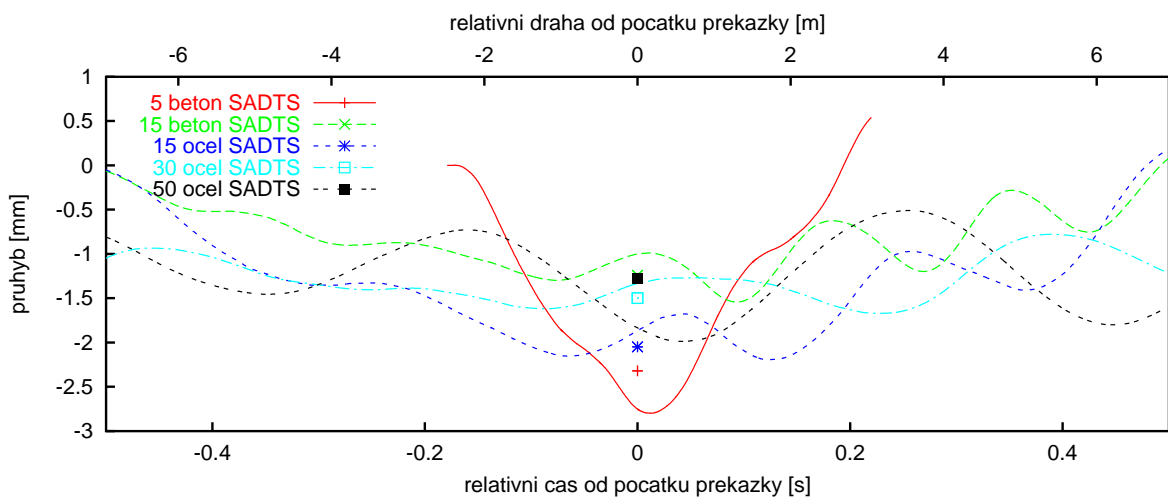 relativni draha od pocatku prekazky [m]
-6 -4 -2 0 2 4 6
1
0.5
0
-0.5
-1
-1.5
-2
-2.5
-3
pruhyb [mm]
5 beton SADTS
15 beton SADTS
15 ocel SADTS
30 ocel SADTS
50 ocel SADTS
-0.4 -0.2 0 0.2 0.4
relativni cas od pocatku prekazky [s]